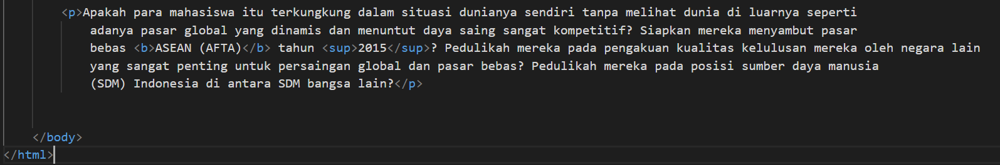 <p>Apakah para mahasiswa itu terkungkung dalam situasi dunianya sendiri tanpa melihat dunia di luarnya seperti
adanya pasar global yang dinamis dan menuntut daya saing sangat kompetitif? Siapkan mereka menyambut pasar
bebas <b>ASEAN (AFTA)</b> tahun <sup>2015</sup>? Pedulikah mereka pada pengakuan kualitas kelulusan mereka oleh negara lain
yang sangat penting untuk persaingan global dan pasar bebas? Pedulikah mereka pada posisi sumber daya manusia
(SDM) Indonesia di antara SDM bangsa lain?</p>
</body>
</html>